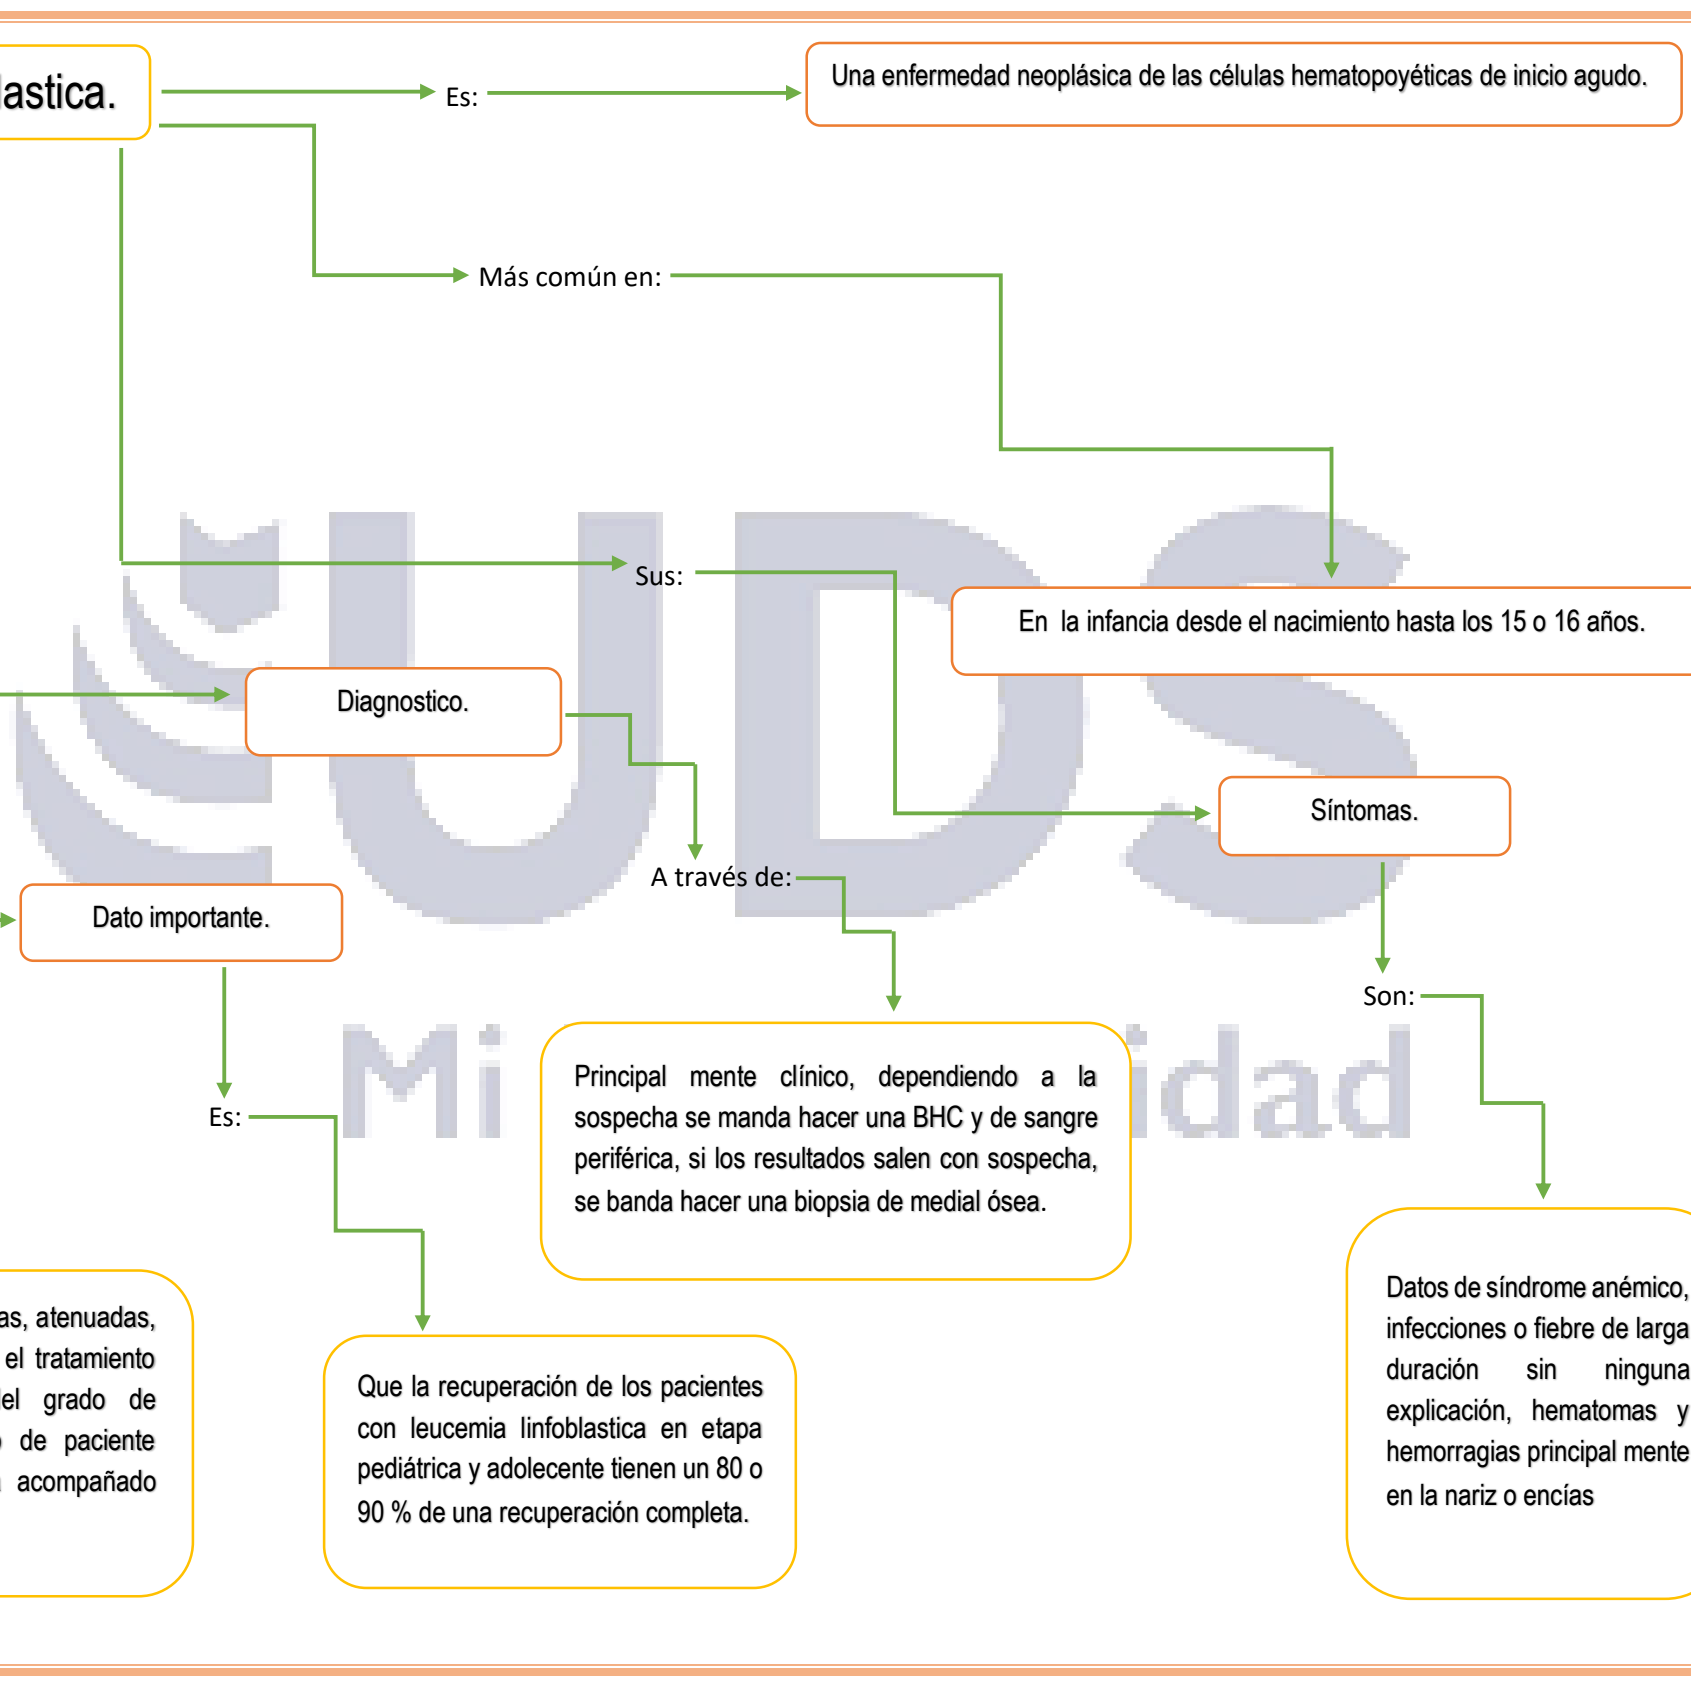 lastica.
Es:
Una enfermedad neoplásica de las células hematopoyéticas de inicio agudo.
Más común en:
Sus:
En la infancia desde el nacimiento hasta los 15 o 16 años.
Diagnostico.
Síntomas.
A través de:
Dato importante.
Son:
Es:
Principal mente clínico, dependiendo a la
sospecha se manda hacer una BHC y de sangre
periférica, si los resultados salen con sospecha,
se banda hacer una biopsia de medial ósea.
as, atenuadas,
el tratamiento
del grado de
de paciente
acompañado
Que la recuperación de los pacientes
con leucemia linfoblastica en etapa
pediátrica y adolecente tienen un 80 o
90 % de una recuperación completa.
Datos de síndrome anémico,
infecciones o fiebre de larga
duración sin ninguna
explicación, hematomas y
hemorragias principal mente
en la nariz o encías
UDS
Mi idad